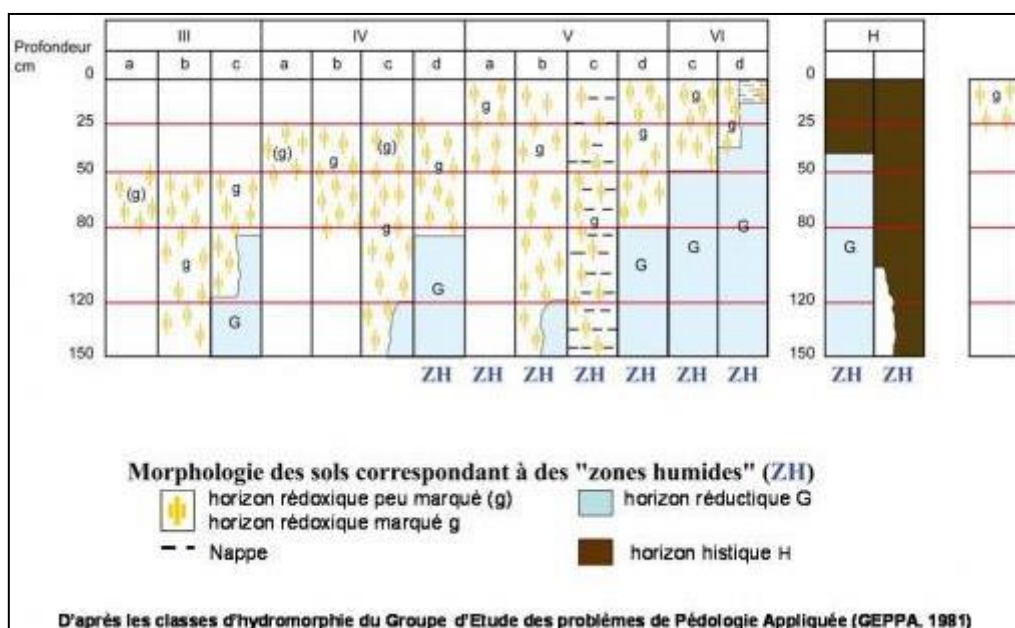 III IV V VI H
Profondeur
cm
a b c a b c d a b c d c d
0 0
g g g
g
25 25
(g) g (g) g g g
50 50
(g) g g g
80 80
g g G G G
g G G
120 120
G
150 150
ZH ZH ZH ZH ZH ZH ZH ZH ZH
Morphologie des sols correspondant à des "zones humides" (ZH)
horizon rédoxique peu marqué (g) horizon réductique G
horizon rédoxique marqué g
Nappe horizon histique H
D'après les classes d'hydromorphie du Groupe d'Etude des problèmes de Pédologie Appliquée (GEPPA, 1981)